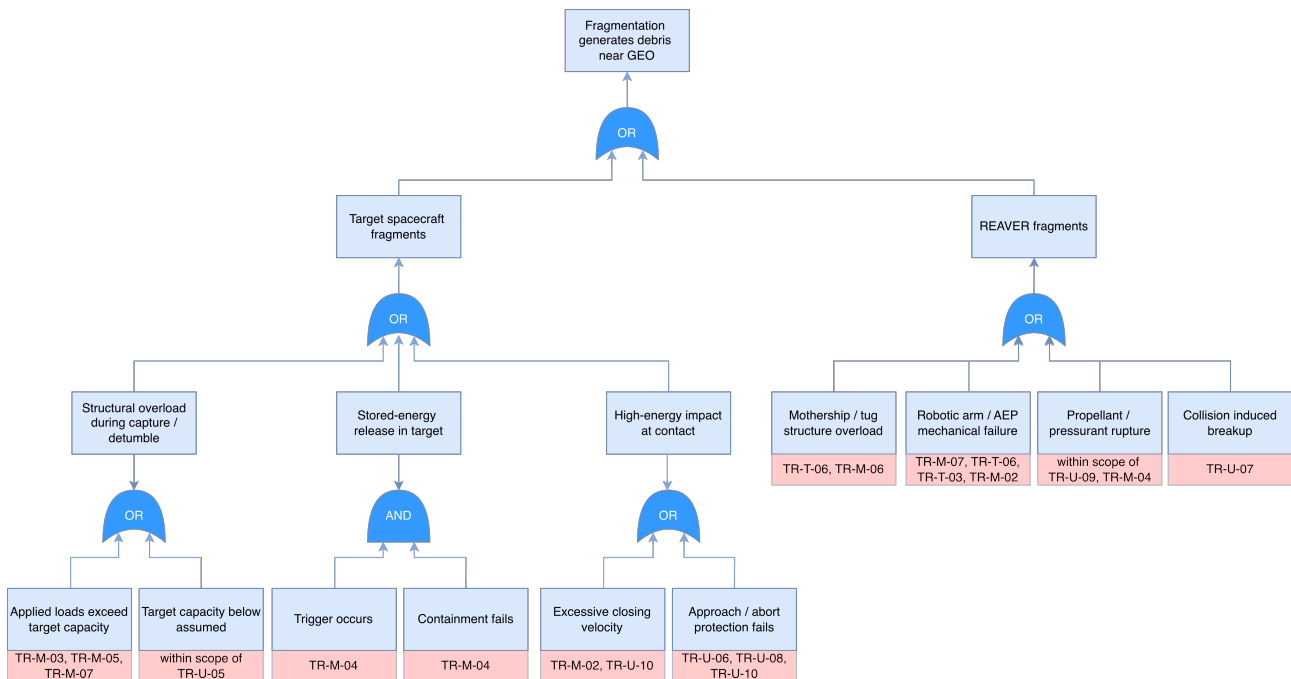 Fragmentation
generates debris
near GEO
OR
Target spacecraft
fragments
REAVER fragments
OR
OR
Structural overload
during capture /
detumble
Stored-energy
release in target
High-energy impact
at contact
Mothership / tug
structure overload
TR-T-06, TR-M-06
Robotic arm / AEP
mechanical failure
TR-M-07, TR-T-06,
TR-T-03, TR-M-02
Propellant /
pressurant rupture
within scope of
TR-U-09, TR-M-04
Collision induced
breakup
TR-U-07
OR
AND
OR
Applied loads exceed
target capacity
TR-M-03, TR-M-05,
TR-M-07
Target capacity below
assumed
within scope of
TR-U-05
Trigger occurs
TR-M-04
Containment fails
TR-M-04
Excessive closing
velocity
TR-M-02, TR-U-10
Approach / abort
protection fails
TR-U-06, TR-U-08,
TR-U-10